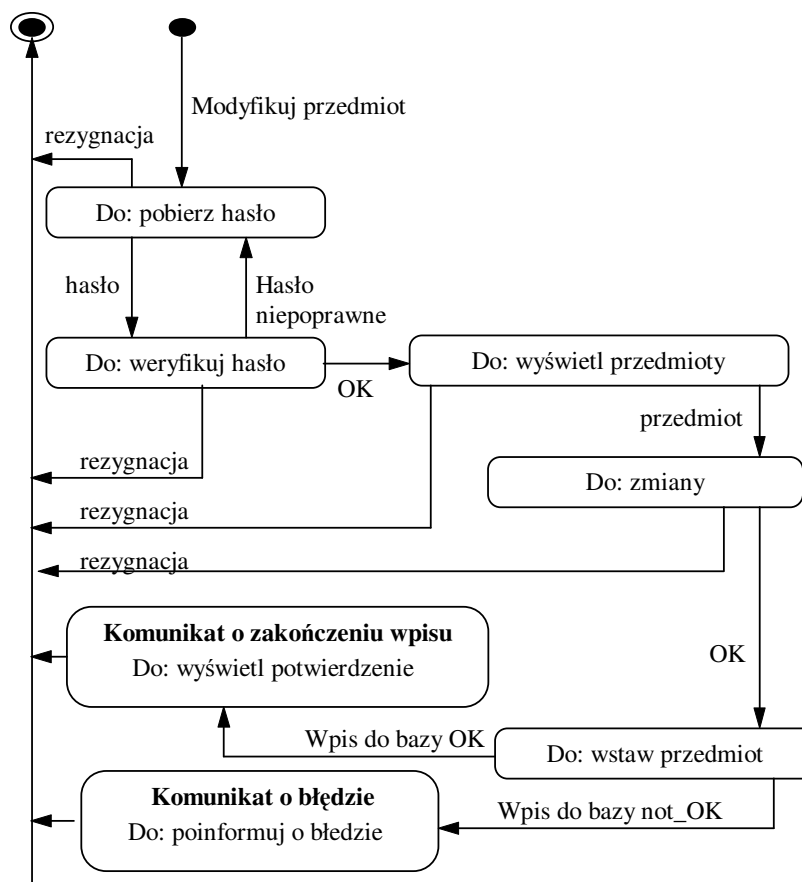 Modyfikuj przedmiot
rezygnacja
Do: pobierz hasło
hasło
Hasło
niepoprawne
Do: weryfikuj hasło
OK
Do: wyświetl przedmioty
przedmiot
rezygnacja
Do: zmiany
rezygnacja
rezygnacja
Komunikat o zakończeniu wpisu
Do: wyświetl potwierdzenie
OK
Wpis do bazy OK
Do: wstaw przedmiot
Komunikat o błędzie
Do: poinformuj o błedzie
Wpis do bazy not_OK